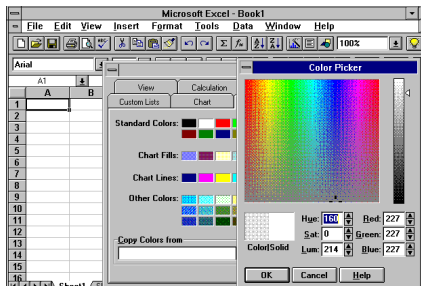 Microsoft Excel - Book1
File Edit View Insert Format Tools Data Window Help
100%
Arial
A1
A B
1
2
3
4
5
6
7
8
9
10
11
12
13
14
15
16
Sheet1
View Calculation
Custom Lists Chart
Standard Colors:
Chart Fills:
Chart Lines:
Other Colors:
Copy Colors from
Color Picker
Color|Solid
Hue: 160 Red: 227
Sat: 0 Green: 227
Lum: 214 Blue: 227
OK Cancel Help